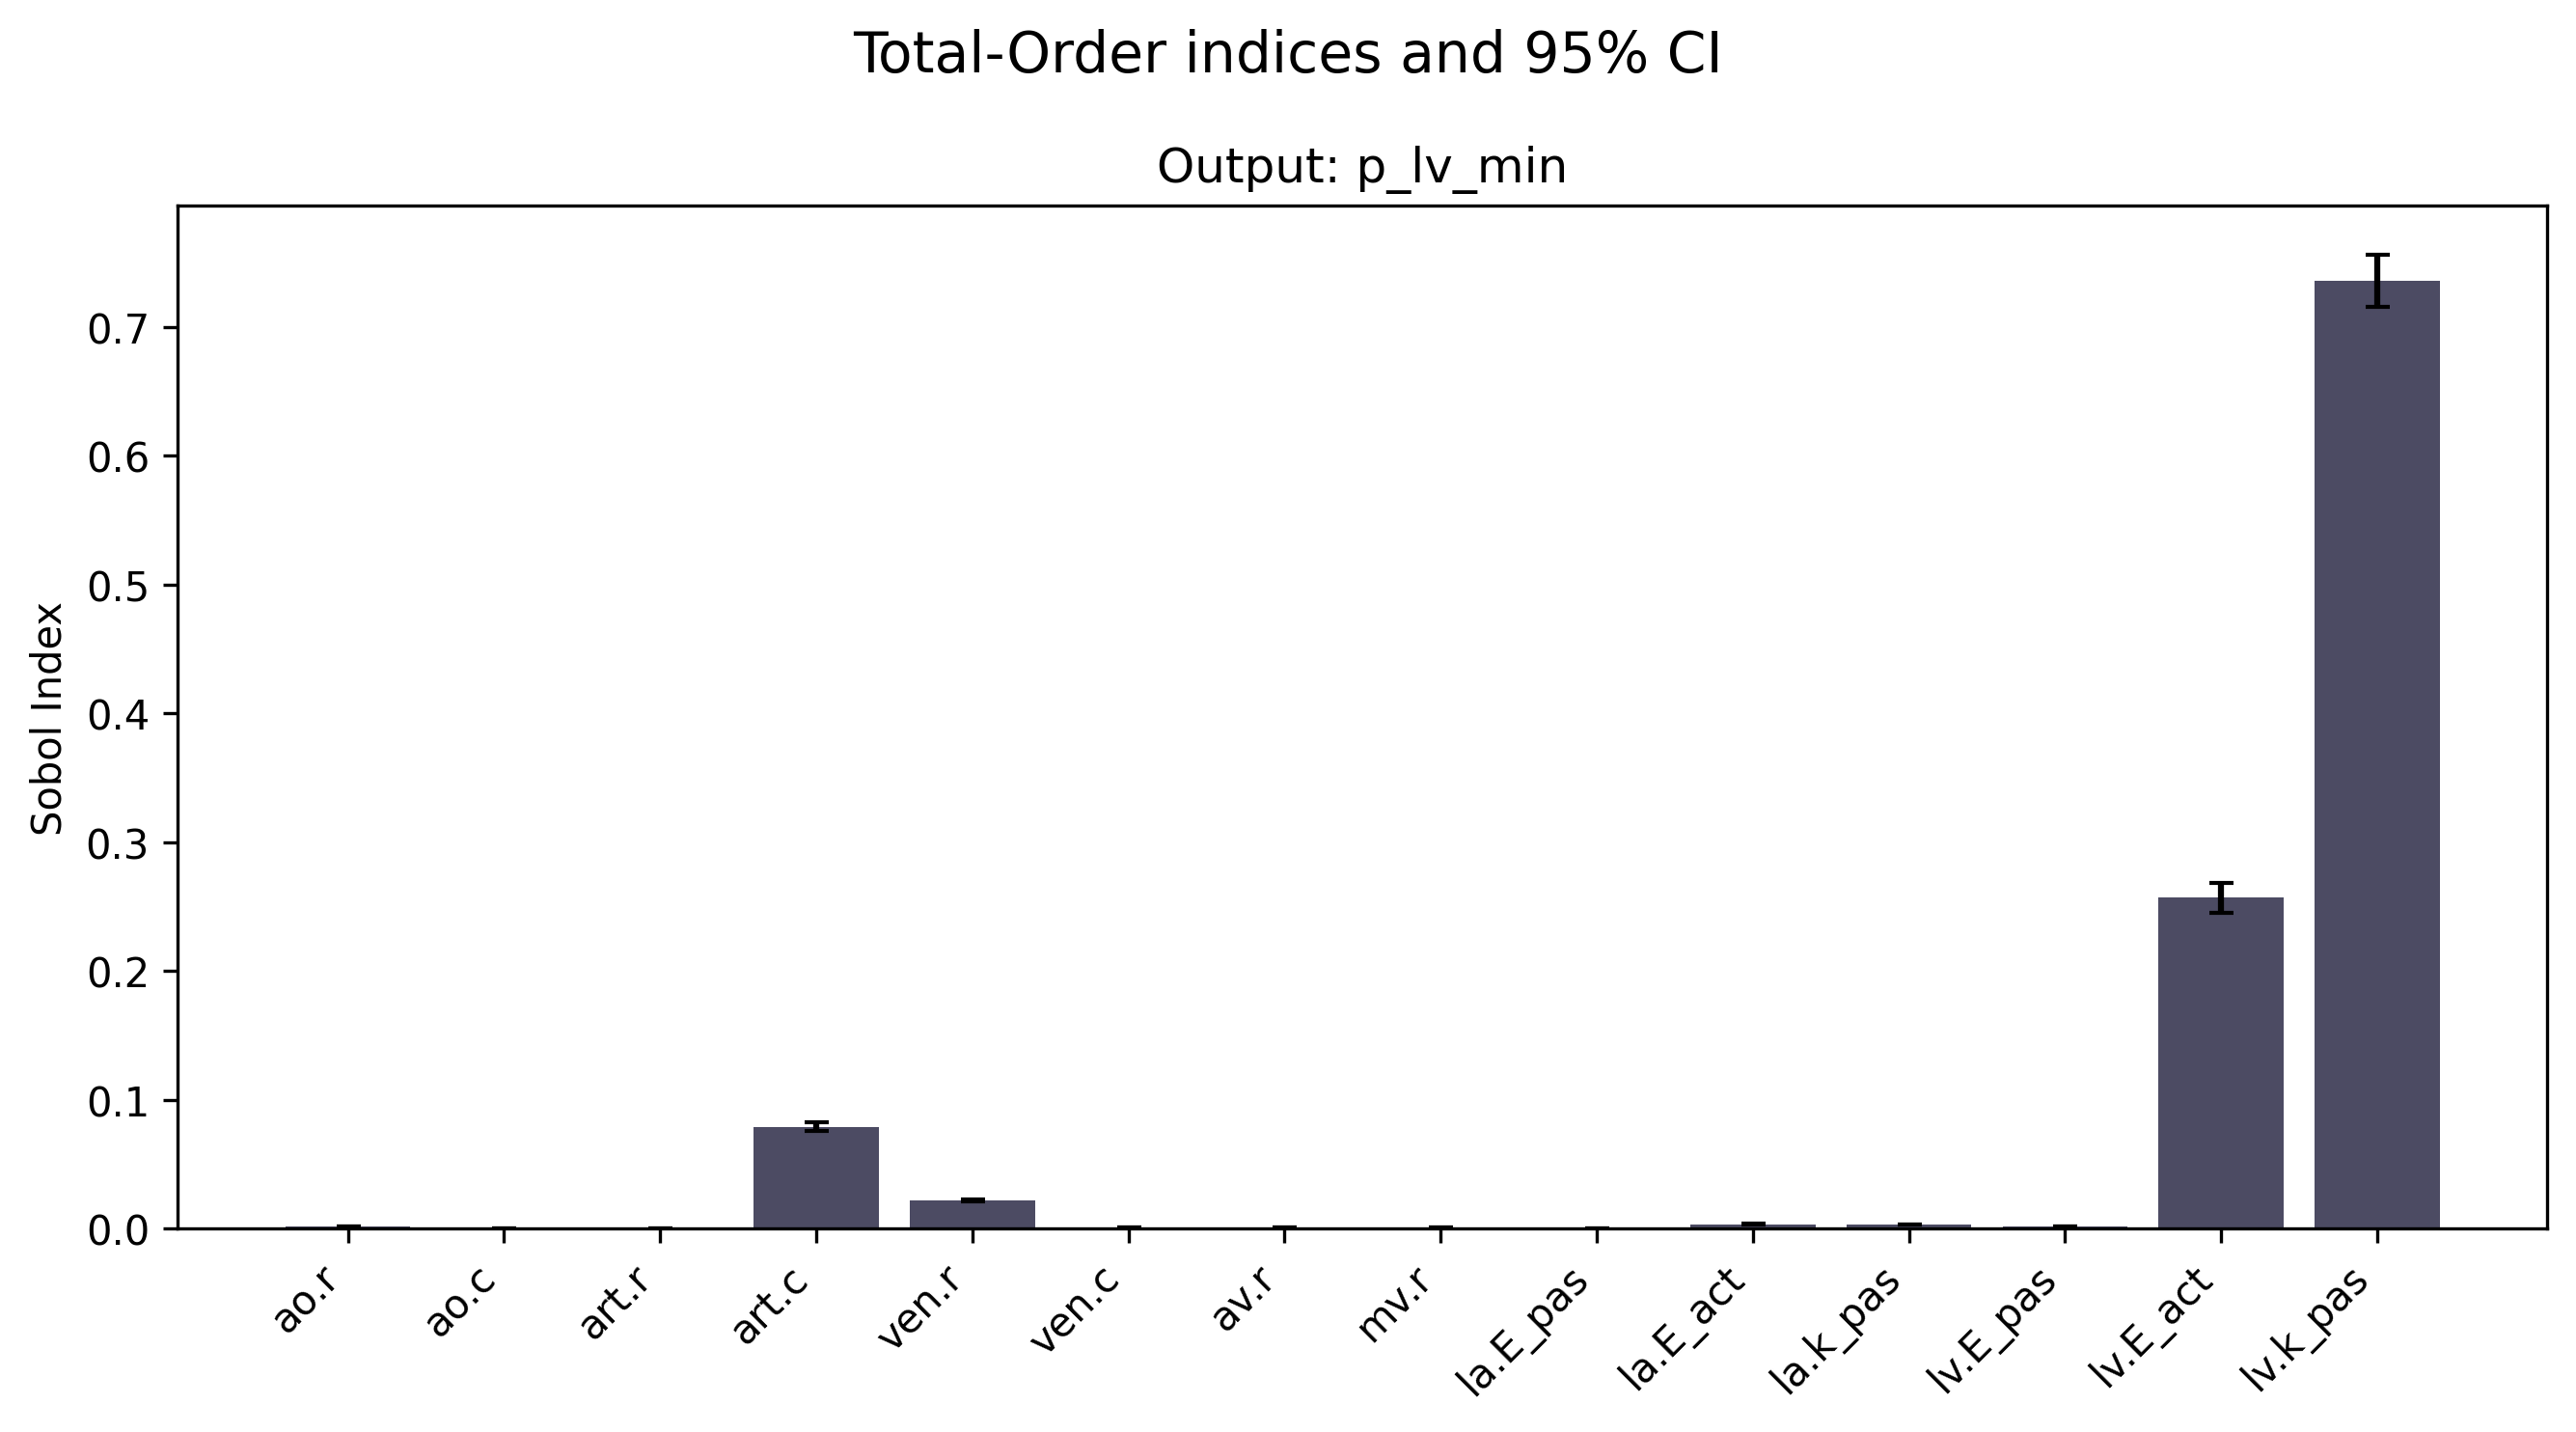 Total-Order indices and 95% CI
Output: p_lv_min
Sobol Index
0.7
0.6
0.5
0.4
0.3
0.2
0.1
0.0
ao.r
ao.c
art.r
art.c
ven.r
ven.c
av.r
mv.r
la.E_pas
la.E_act
la.k_pas
lv.E_pas
lv.E_act
lv.k_pas